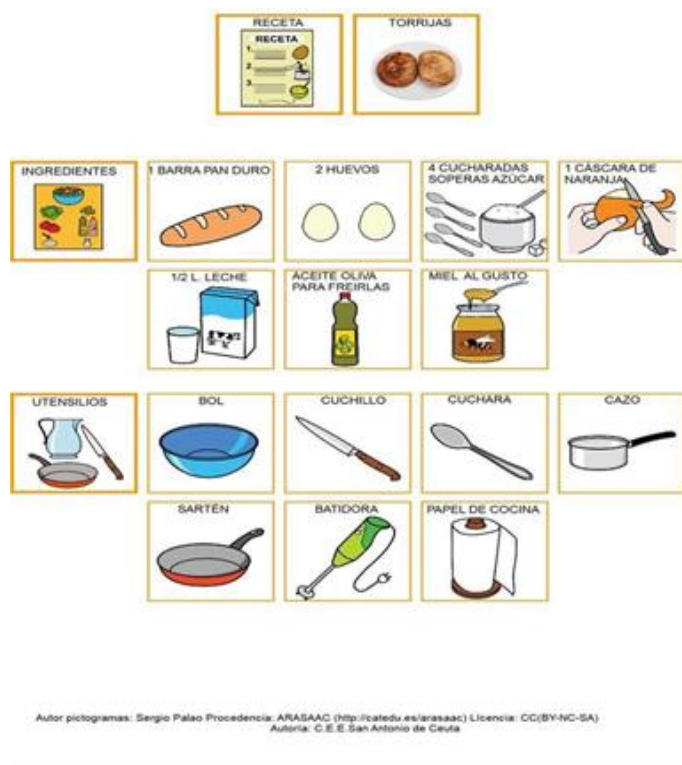 RECETA
TORRIJAS
RECETA
1.
2.
3.
INGREDIENTES
1 BARRA PAN DURO
2 HUEVOS
4 CUCHARADAS
SOPERAS AZÚCAR
1 CÁSCARA DE
NARANJA
1/2 L. LECHE
ACEITE OLIVA
PARA FREIRLAS
MIEL AL GUSTO
UTENSILIOS
BOL
CUCHILLO
CUCHARA
CAZO
SARTÉN
BATIDORA
PAPEL DE COCINA
Autor pictogramas: Sergio Palao Procedencia: ARASAAC (http://catedu.es/arasaac) Licencia: CC(BY-NC-SA)
Autoría: C.E.E.San Antonio de Ceuta